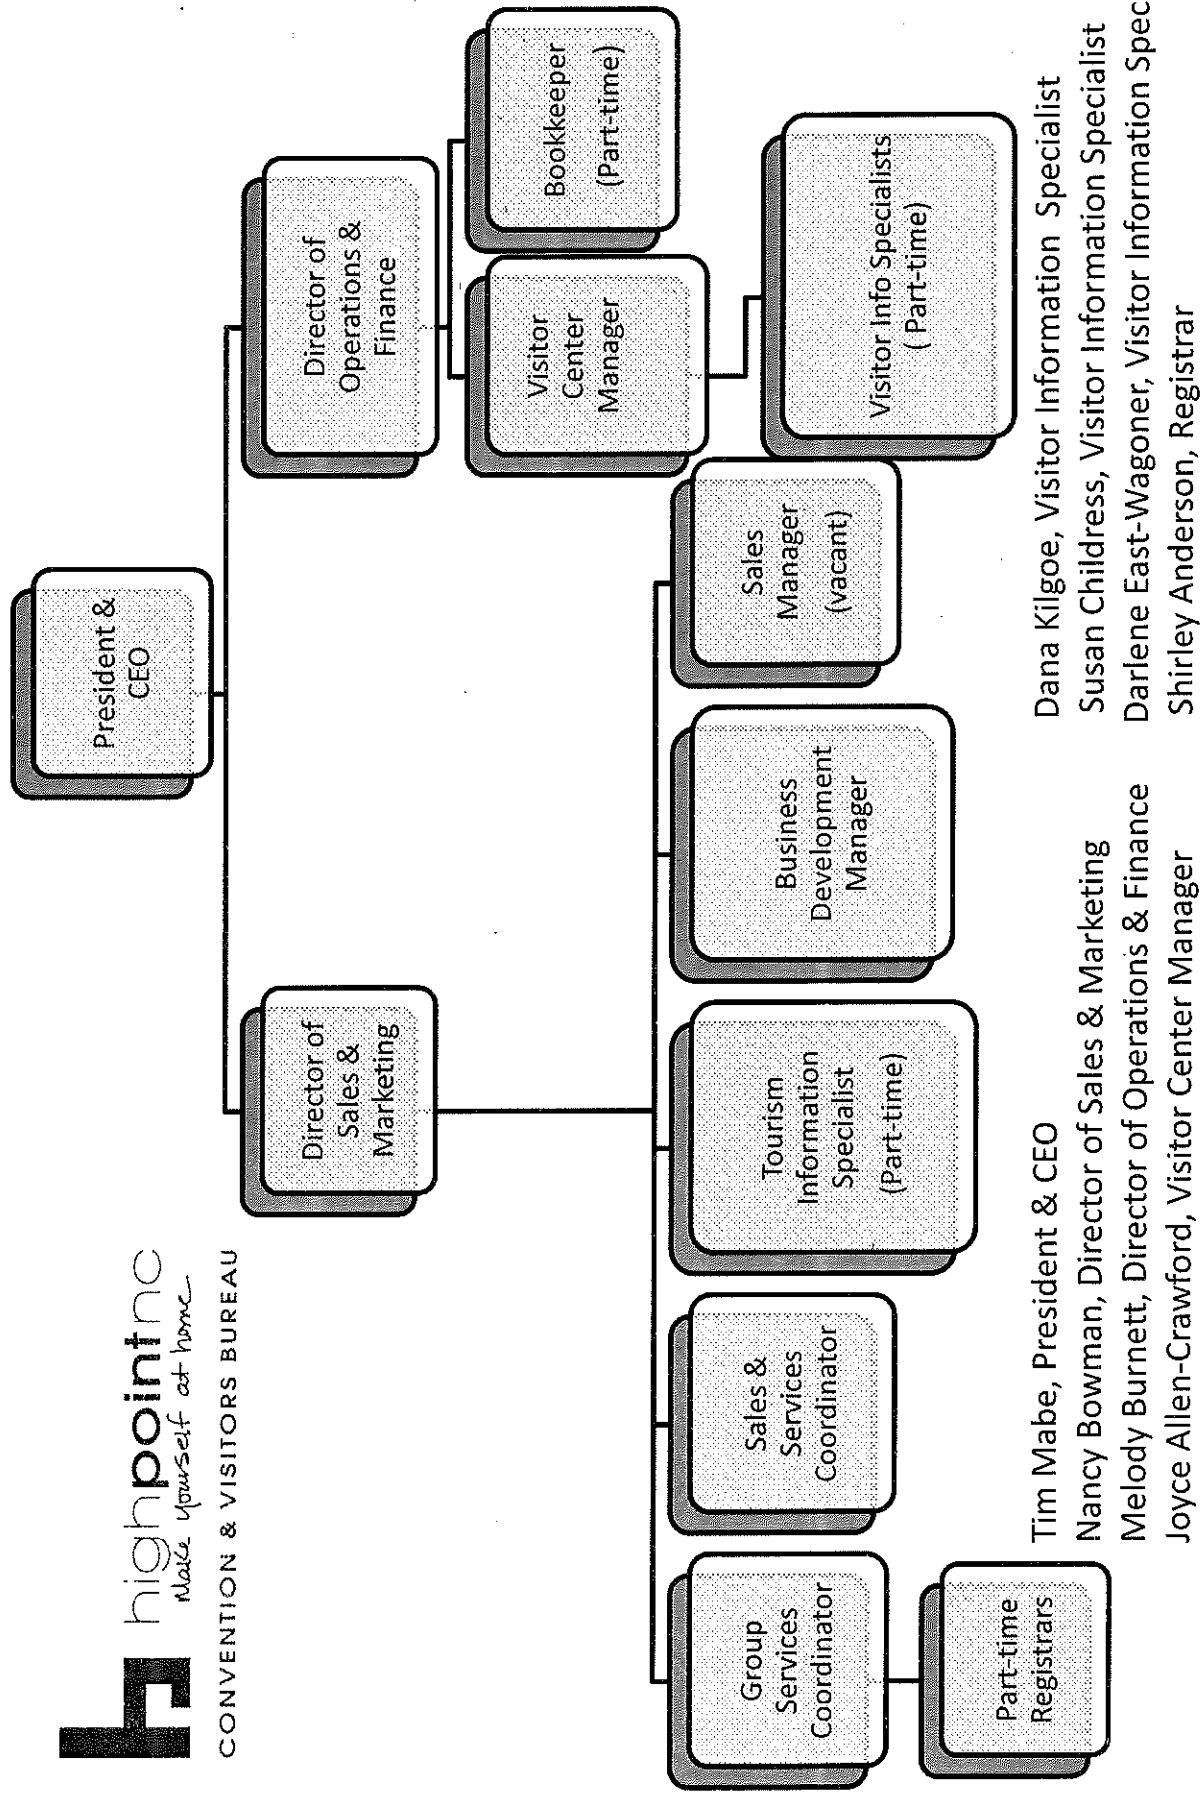 highpointnc
Make yourself at home
CONVENTION & VISITORS BUREAU
President &
CEO
Director of
Sales &
Marketing
Director of
Operations &
Finance
Visitor
Center
Manager
Bookkeeper
(Part-time)
Group
Services
Coordinator
Sales &
Services
Coordinator
Tourism
Information
Specialist
(Part-time)
Business
Development
Manager
Sales
Manager
(vacant)
Visitor Info Specialists
( Part-time)
Part-time
Registrars
Tim Mabe, President & CEO
Nancy Bowman, Director of Sales & Marketing
Melody Burnett, Director of Operations & Finance
Joyce Allen-Crawford, Visitor Center Manager
Dana Kilgoe, Visitor Information Specialist
Susan Childress, Visitor Information Specialist
Darlene East-Wagoner, Visitor Information Spec
Shirley Anderson, Registrar